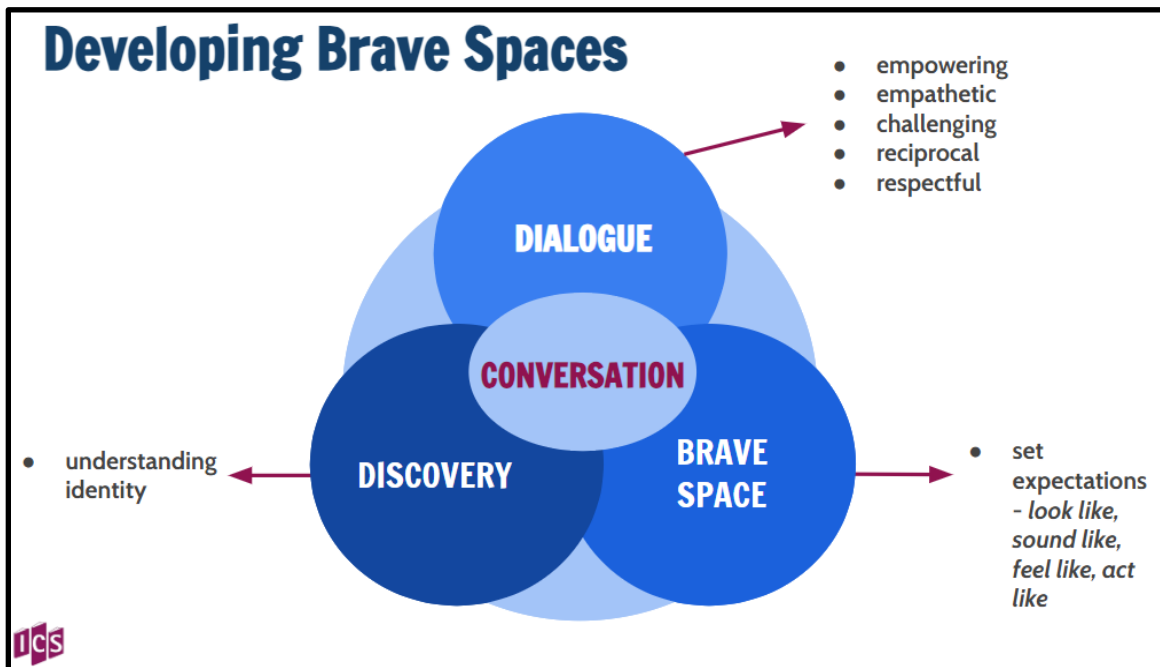 Developing Brave Spaces
● empowering
● empathetic
● challenging
● reciprocal
● respectful
DIALOGUE
CONVERSATION
● understanding
identity
DISCOVERY
BRAVE
SPACE
● set
expectations
- look like,
sound like,
feel like, act
like
ICS